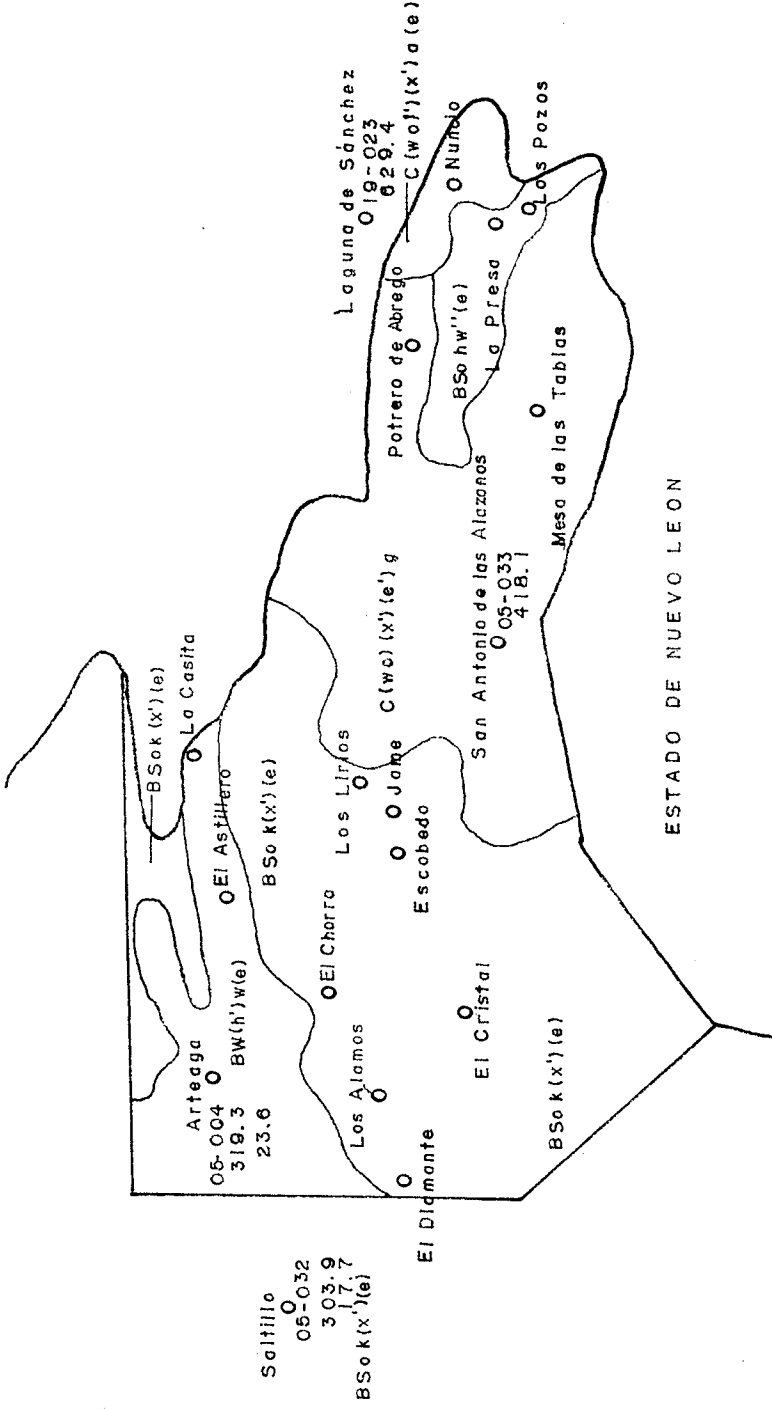 Laguna de Sánchez
19-023
629.4
C(wo'')(x')a(e)
Nuncio
Los Pozos
La Presa
BSohw''(e)
Potrero de Abrego
Mesa de las Tablas
San Antonio de las Alazanas
05-033
418.1
C(wo)(x')(e')g
ESTADO DE NUEVO LEON
BSok(x')(e)
La Casita
El Astillero
BSok(x')(e)
Los Lirios
Jame
Escobedo
El Chorro
El Cristal
Los Alamos
El Diamante
BSok(x')(e)
Arteaga
05-004
319.3
23.6
BW(h')w(e)
Saltillo
05-032
303.9
17.7
BSok(x')(e)